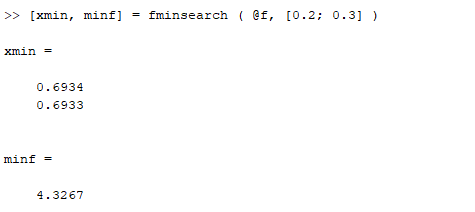 >> [xmin, minf] = fminsearch ( @f, [0.2; 0.3] )
xmin =
0.6934
0.6933
minf =
4.3267